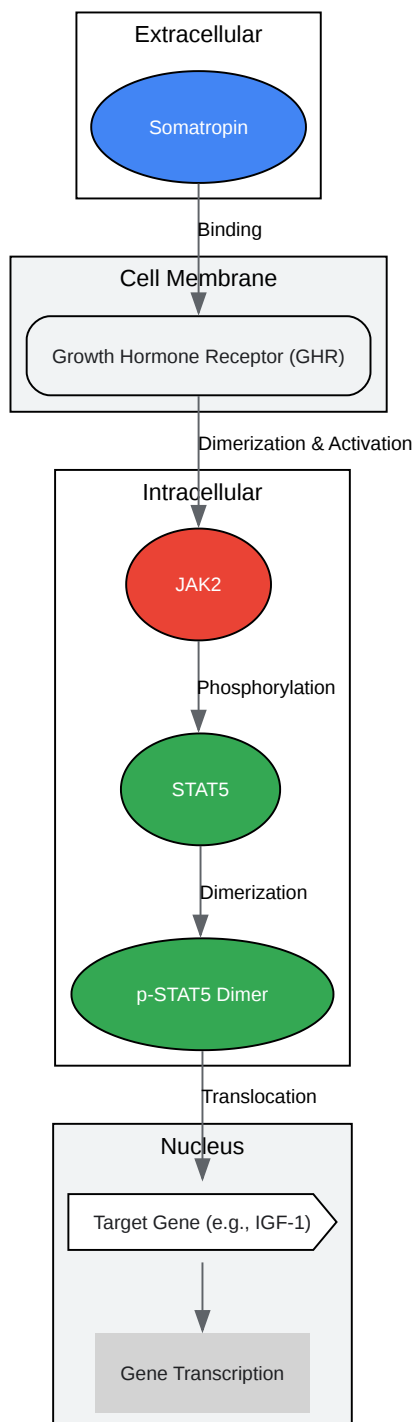 Extracellular
Somatropin
Binding
Cell Membrane
Growth Hormone Receptor (GHR)
Dimerization & Activation
Intracellular
JAK2
Phosphorylation
STAT5
Dimerization
p-STAT5 Dimer
Translocation
Nucleus
Target Gene (e.g., IGF-1)
Gene Transcription